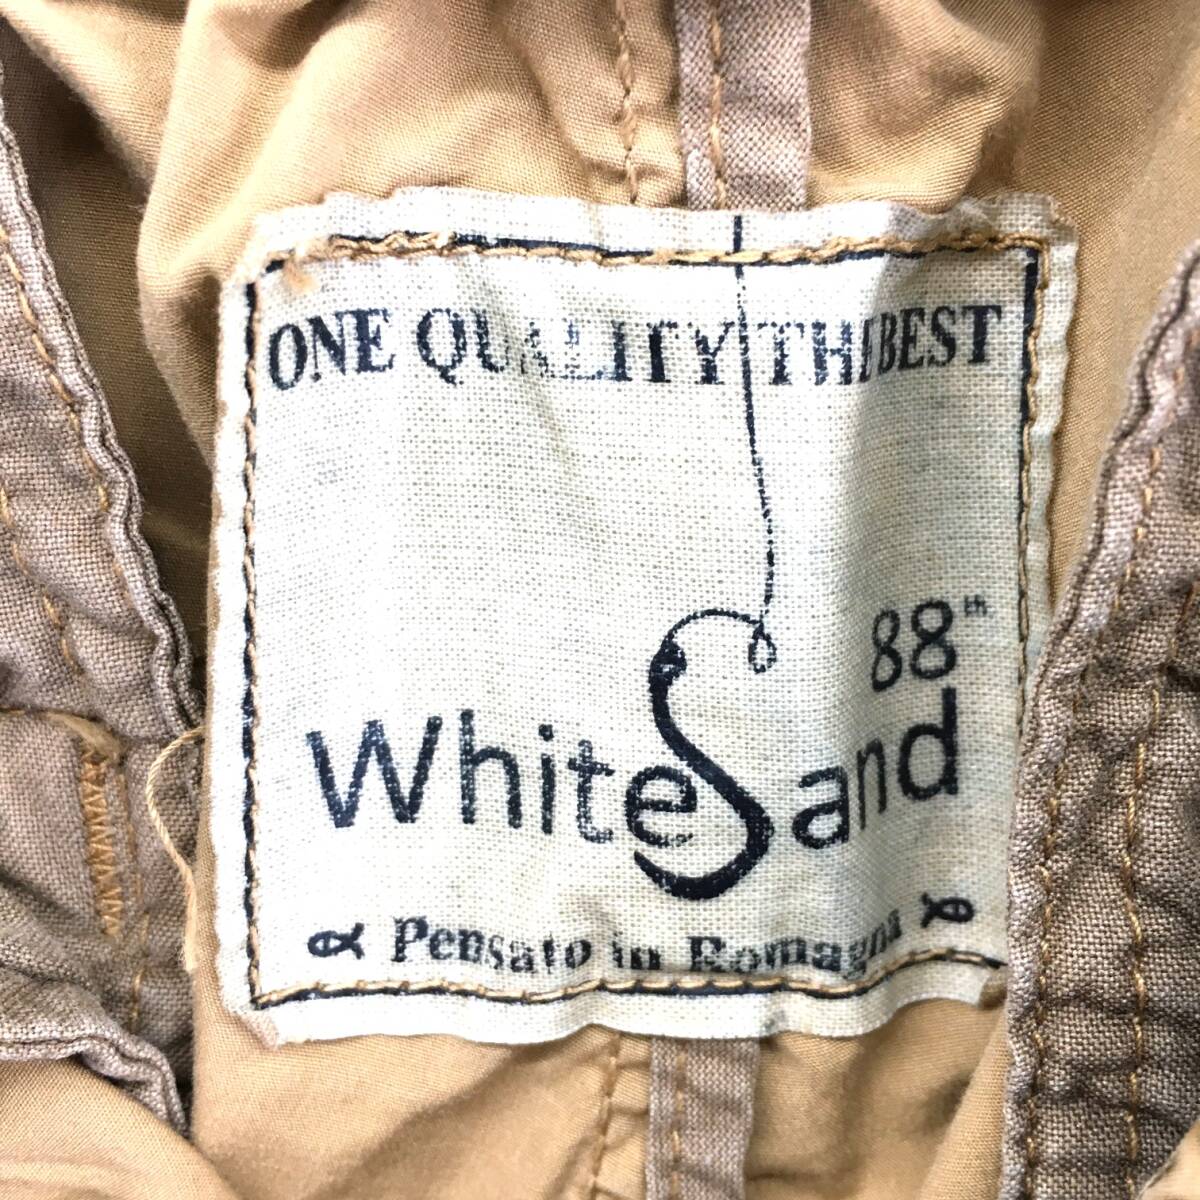 ONE QUALITY THE BEST
88th
WhiteSand
Pensato in Romagna